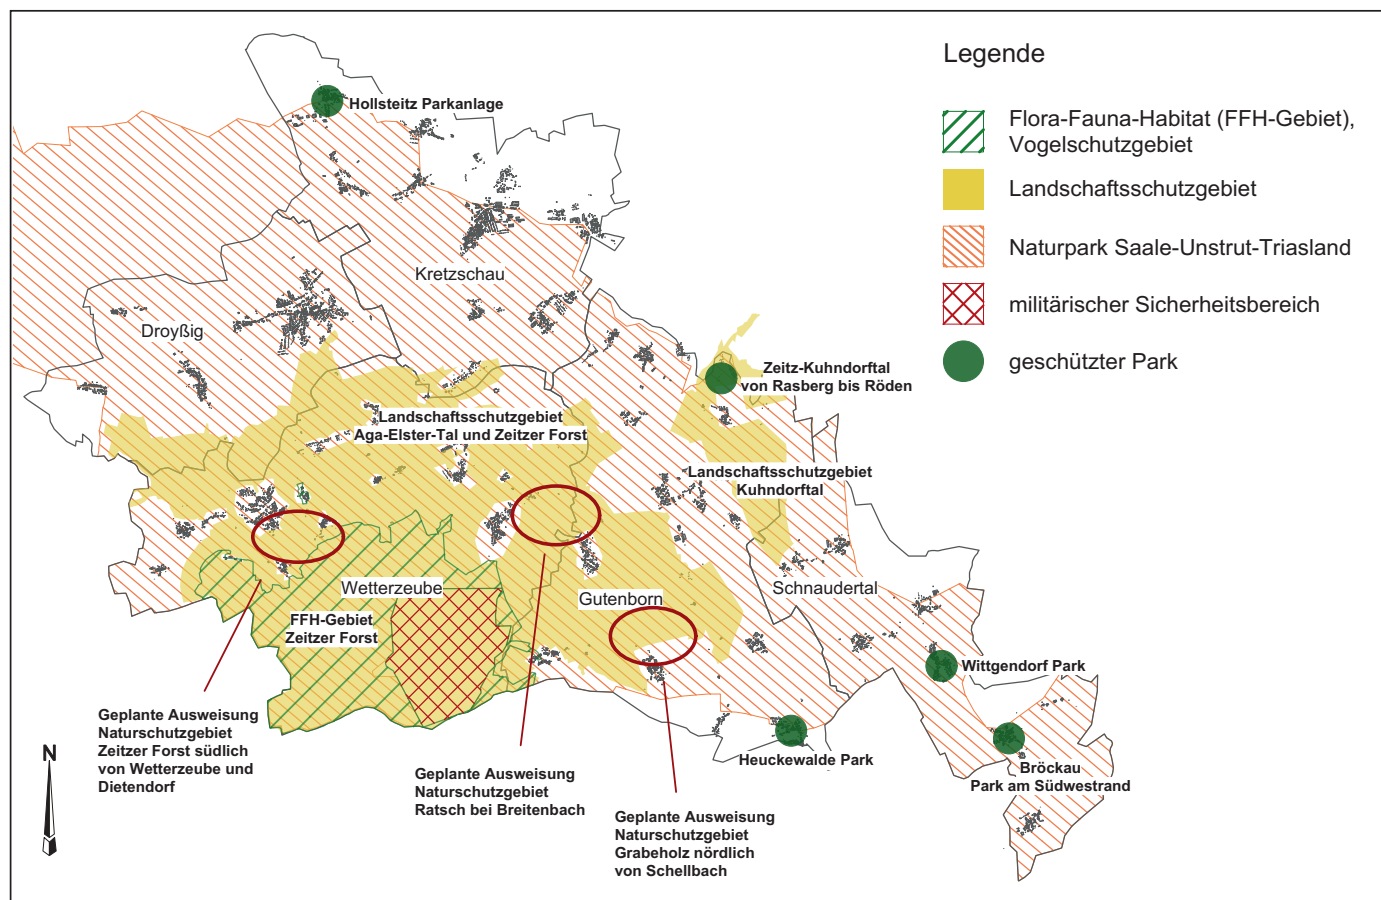 Legende
Flora-Fauna-Habitat (FFH-Gebiet),
Vogelschutzgebiet
Landschaftsschutzgebiet
Naturpark Saale-Unstrut-Triasland
militärischer Sicherheitsbereich
geschützter Park
Hollsteitz Parkanlage
Kretzschau
Droyßig
Zeitz-Kuhndorftal
von Rasberg bis Röden
Landschaftsschutzgebiet
Aga-Elster-Tal und Zeitzer Forst
Landschaftsschutzgebiet
Kuhndorftal
Wetterzeube
Gutenborn
Schnaudertal
FFH-Gebiet
Zeitzer Forst
Wittgendorf Park
Heuckewalde Park
Bröckau
Park am Südwestrand
Geplante Ausweisung
Naturschutzgebiet
Zeitzer Forst südlich
von Wetterzeube und
Dietendorf
Geplante Ausweisung
Naturschutzgebiet
Ratsch bei Breitenbach
Geplante Ausweisung
Naturschutzgebiet
Grabeholz nördlich
von Schellbach
N